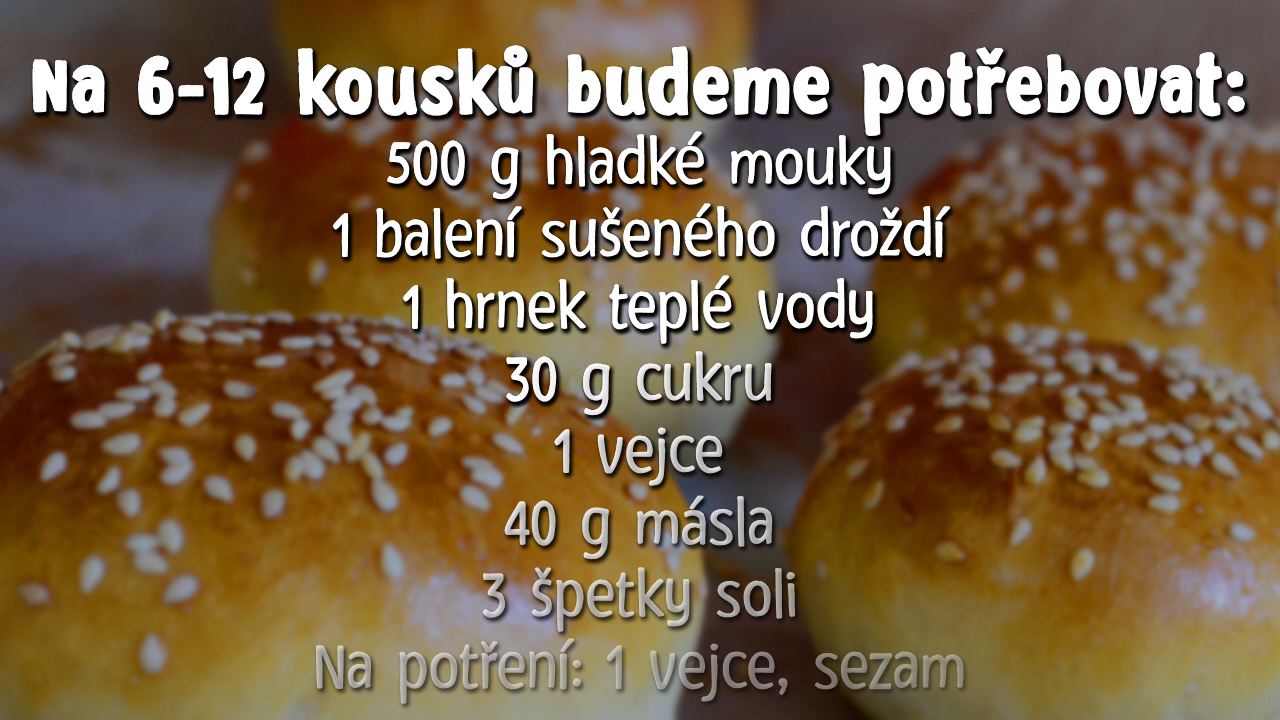 Na 6-12 kousků budeme potřebovat:
500 g hladké mouky
1 balení sušeného droždí
1 hrnek teplé vody
30 g cukru
1 vejce
40 g másla
3 špetky soli
Na potření: 1 vejce, sezam